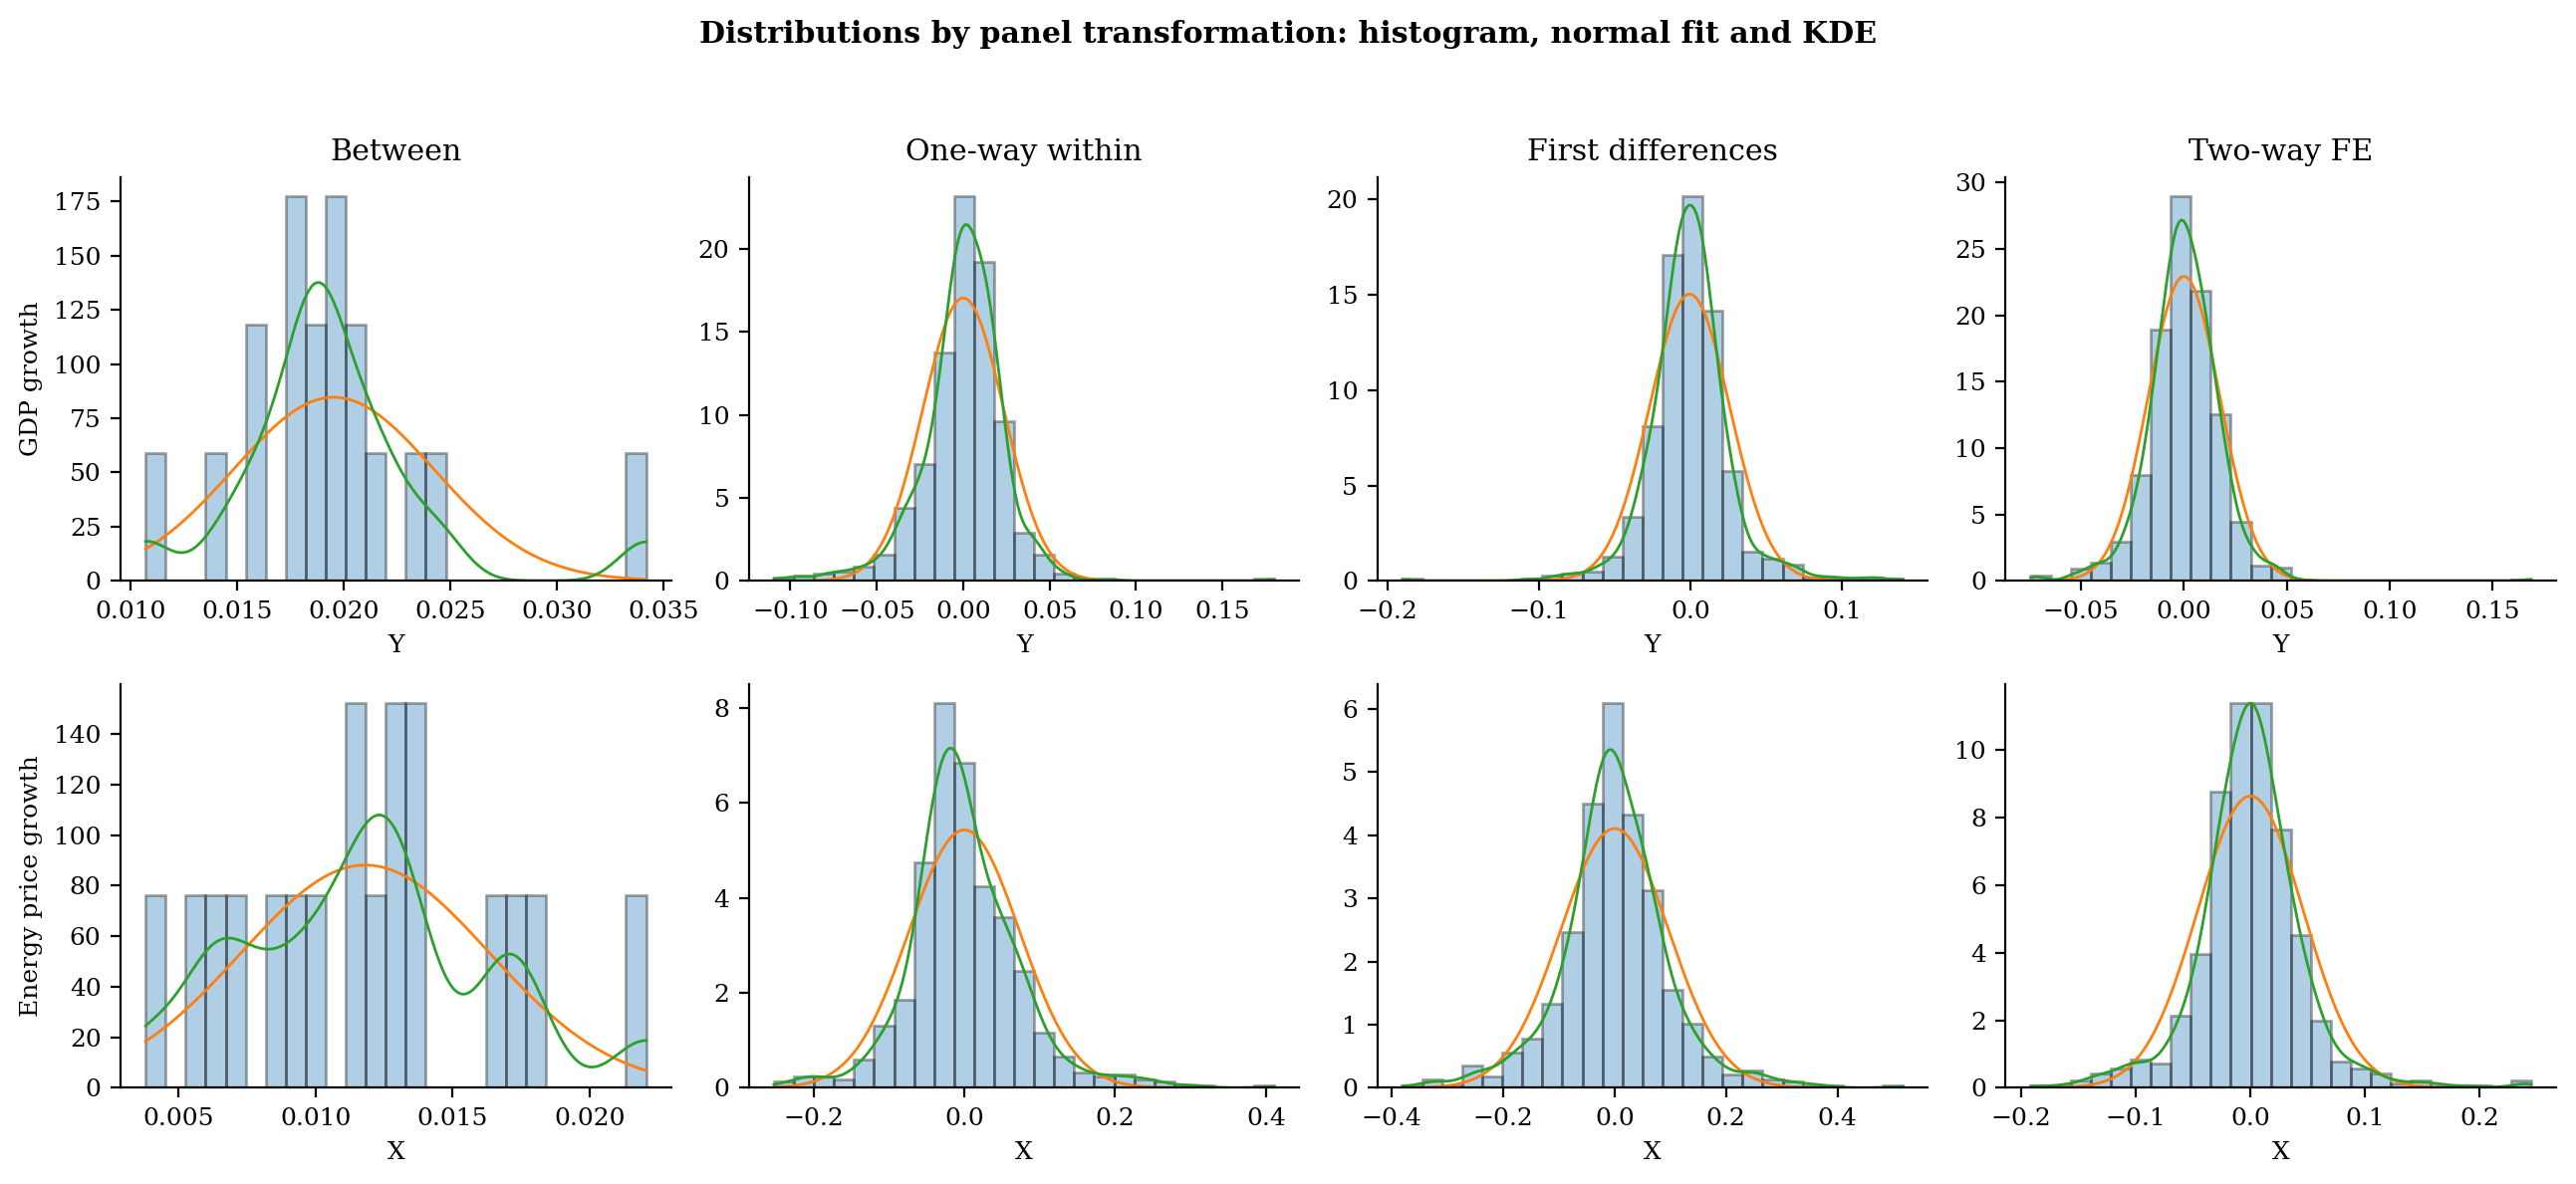 Distributions by panel transformation: histogram, normal fit and KDE
Between
One-way within
First differences
Two-way FE
GDP growth
175
150
125
100
75
50
25
0
0.010 0.015 0.020 0.025 0.030 0.035
Y
20
15
10
5
0
−0.10 −0.05 0.00 0.05 0.10 0.15
Y
20
15
10
5
0
−0.2 −0.1 0.0 0.1
Y
30
25
20
15
10
5
0
−0.05 0.00 0.05 0.10 0.15
Y
Energy price growth
140
120
100
80
60
40
20
0
0.005 0.010 0.015 0.020
X
8
6
4
2
0
−0.2 0.0 0.2 0.4
X
6
5
4
3
2
1
0
−0.4 −0.2 0.0 0.2 0.4
X
10
8
6
4
2
0
−0.2 −0.1 0.0 0.1 0.2
X